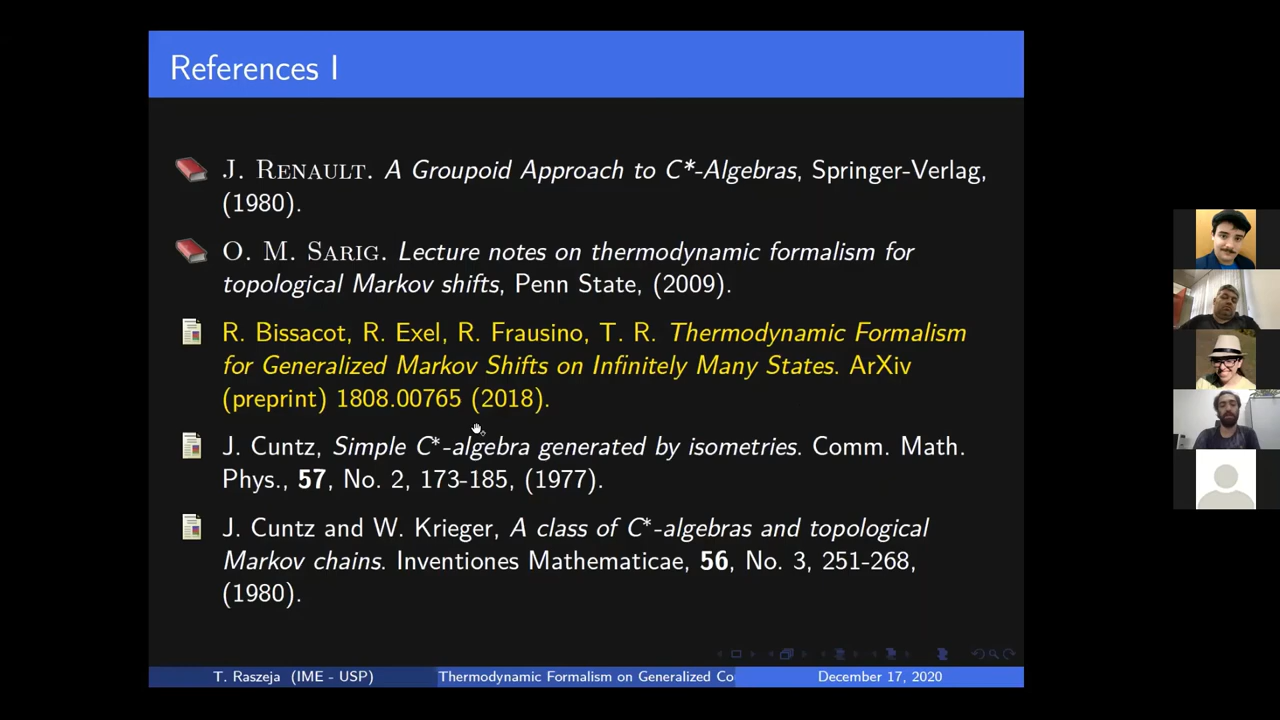 References I
J. Renault. A Groupoid Approach to C*-Algebras, Springer-Verlag,
(1980).
O. M. Sarig. Lecture notes on thermodynamic formalism for
topological Markov shifts, Penn State, (2009).
R. Bissacot, R. Exel, R. Frausino, T. R. Thermodynamic Formalism
for Generalized Markov Shifts on Infinitely Many States. ArXiv
(preprint) 1808.00765 (2018).
J. Cuntz, Simple C*-algebra generated by isometries. Comm. Math.
Phys., 57, No. 2, 173-185, (1977).
J. Cuntz and W. Krieger, A class of C*-algebras and topological
Markov chains. Inventiones Mathematicae, 56, No. 3, 251-268,
(1980).
T. Raszeja (IME - USP) Thermodynamic Formalism on Generalized Co December 17, 2020